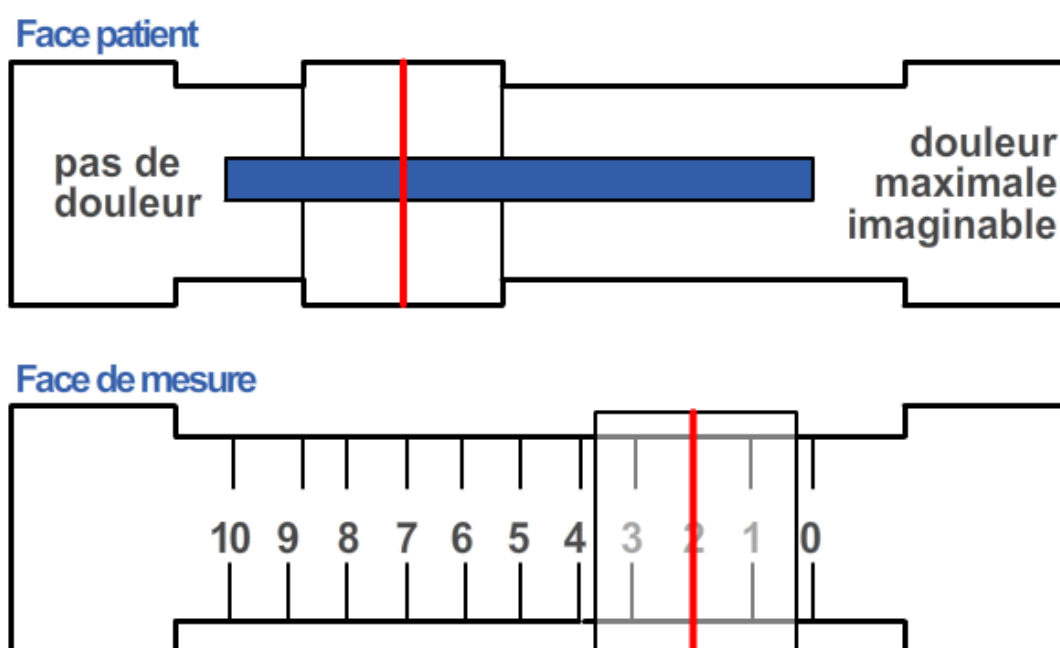 Face patient
pas de
douleur
douleur
maximale
imaginable
Face de mesure
10 9 8 7 6 5 4 3 2 1 0